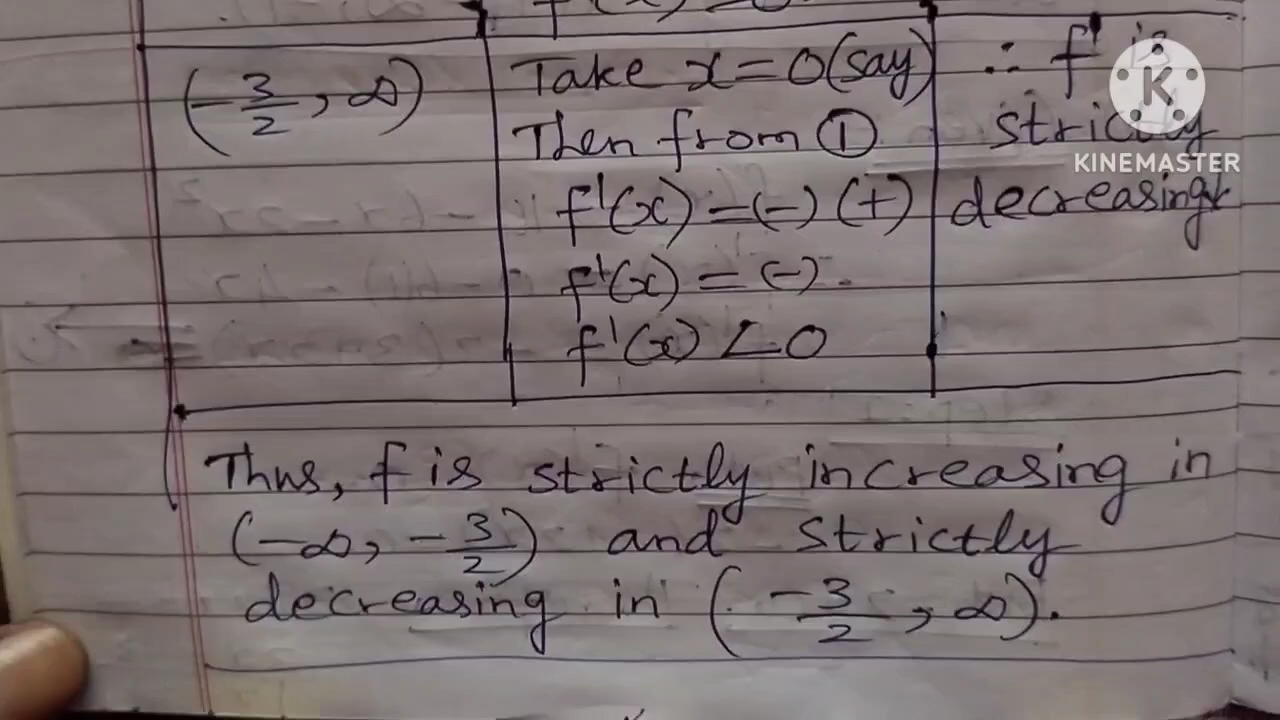 (-3/2, ∞)
Take x = 0 (say)
Then from ①
f'(x) = (-) (+)
f'(x) = (-).
f'(x) < 0
∴ f is
strictly
decreasing
KINEMASTER
Thus, f is strictly increasing in
(-∞, -3/2) and strictly
decreasing in (-3/2, ∞).